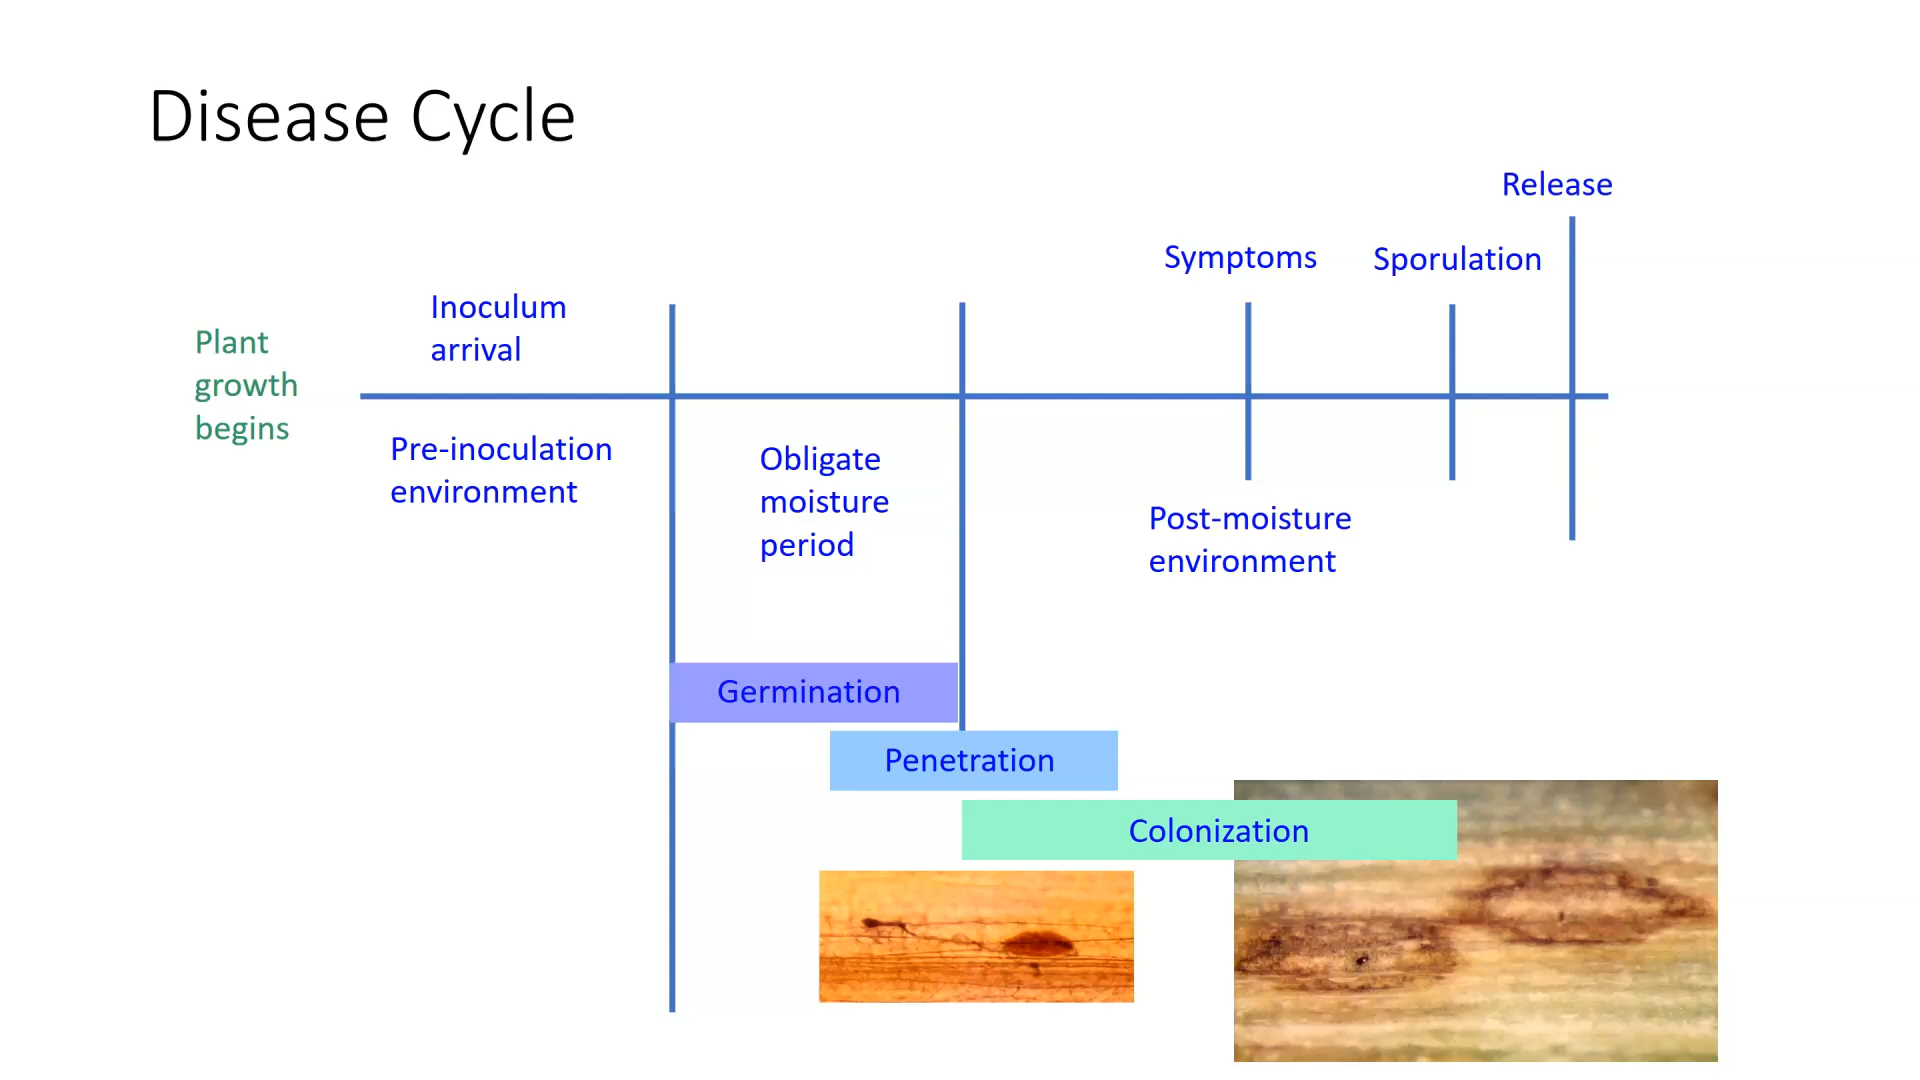 Disease Cycle
Release
Symptoms
Sporulation
Inoculum
arrival
Plant
growth
begins
Pre-inoculation
environment
Obligate
moisture
period
Post-moisture
environment
Germination
Penetration
Colonization